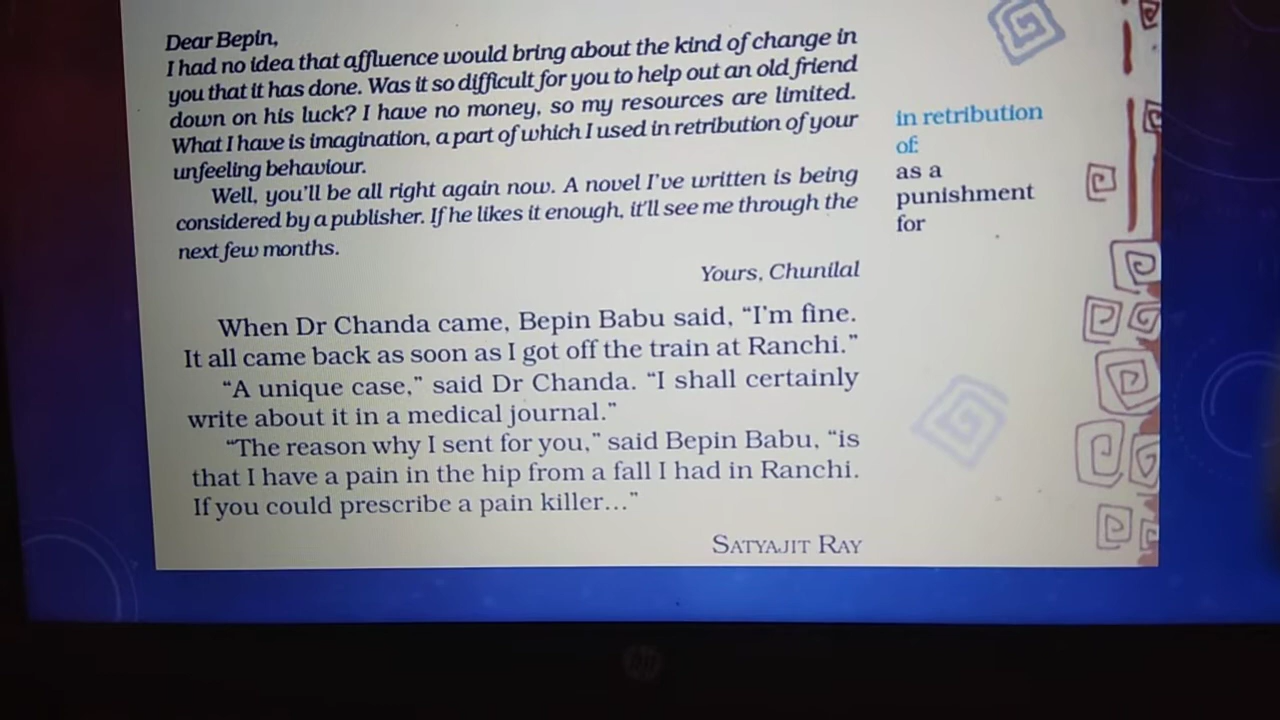 Dear Bepin,
I had no idea that affluence would bring about the kind of change in
you that it has done. Was it so difficult for you to help out an old friend
down on his luck? I have no money, so my resources are limited.
What I have is imagination, a part of which I used in retribution of your
unfeeling behaviour.
Well, you'll be all right again now. A novel I've written is being
considered by a publisher. If he likes it enough, it'll see me through the
next few months.
Yours, Chunilal
When Dr Chanda came, Bepin Babu said, “I'm fine.
It all came back as soon as I got off the train at Ranchi.”
“A unique case,” said Dr Chanda. “I shall certainly
write about it in a medical journal.”
“The reason why I sent for you,” said Bepin Babu, “is
that I have a pain in the hip from a fall I had in Ranchi.
If you could prescribe a pain killer...”
SATYAJIT RAY
in retribution
of:
as a
punishment
for
hp